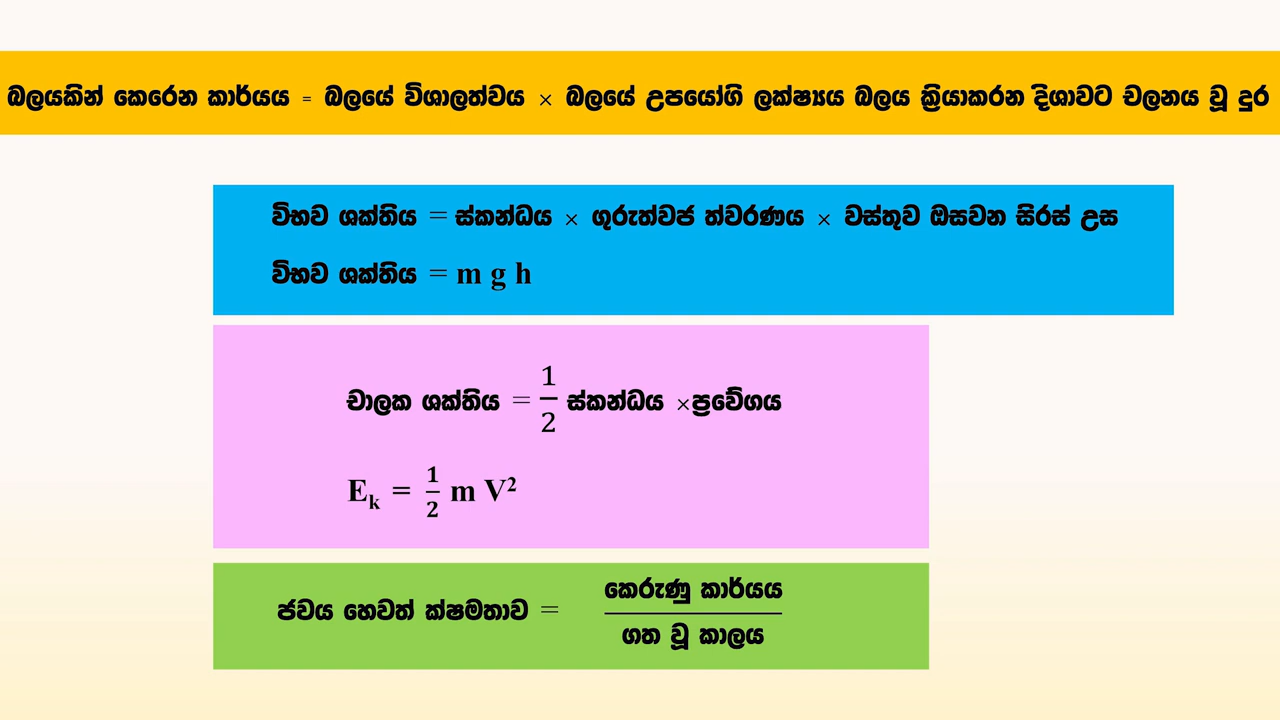 බලයකින් කෙරෙන කාර්යය = බලයේ විශාලත්වය × බලයේ උපයෝගි ලක්ෂ්‍යය බලය ක්‍රියාකරන දිශාවට චලනය වූ දුර
විභව ශක්තිය = ස්කන්ධය × ගුරුත්වජ ත්වරණය × වස්තුව ඔසවන සිරස් උස
විභව ශක්තිය = m g h
චාලක ශක්තිය = 1/2 ස්කන්ධය ×ප්‍රවේගය
Eₖ = 1/2 m V²
ජවය හෙවත් ක්ෂමතාව = කෙරුණු කාර්යය
ගත වූ කාලය